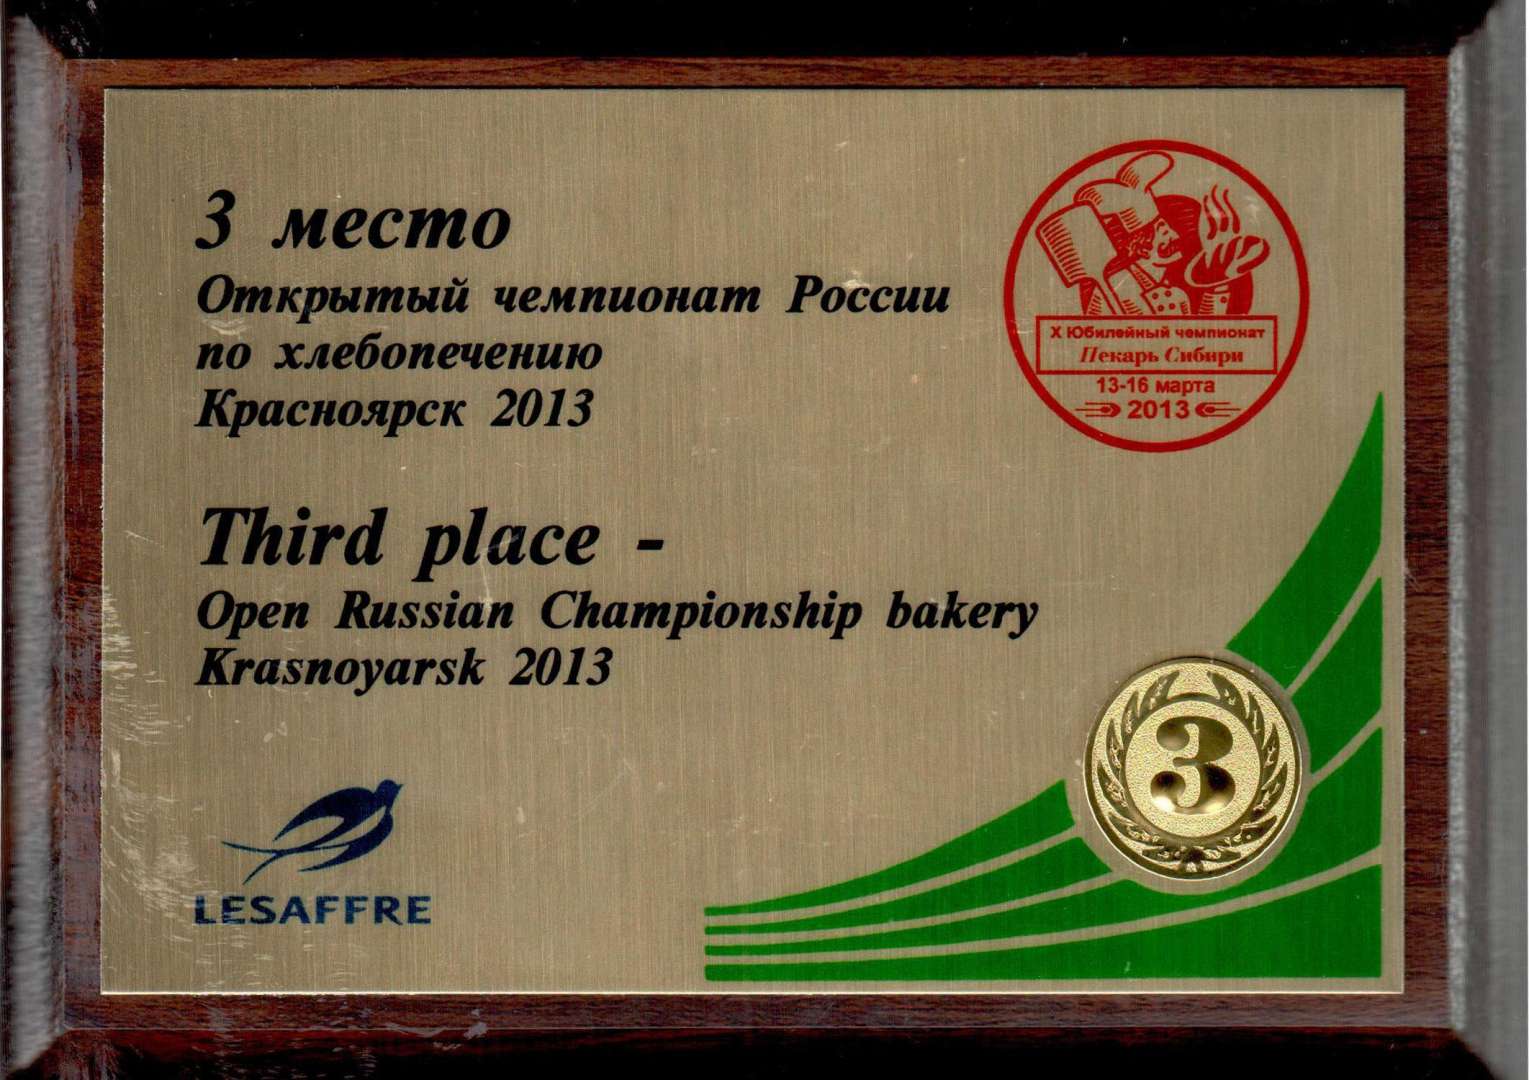 3 место
Открытый чемпионат России
по хлебопечению
Красноярск 2013
Third place -
Open Russian Championship bakery
Krasnoyarsk 2013
LESAFFRE
X Юбилейный чемпионат
Пекарь Сибири
13-16 марта
2013
3